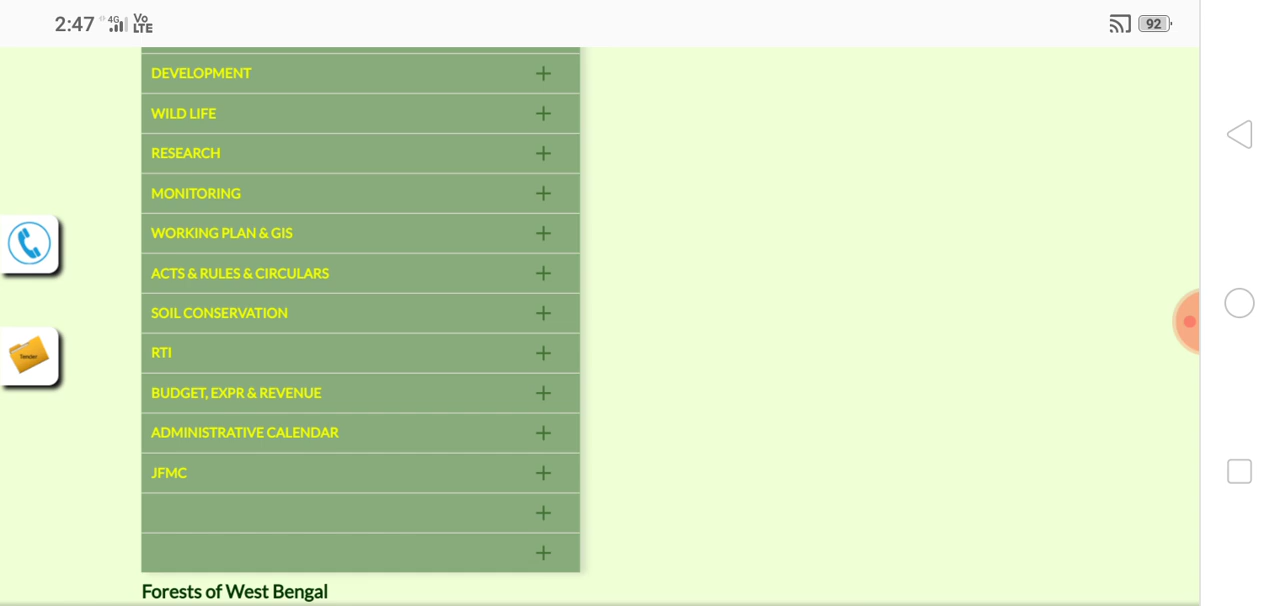 2:47 4G Vo LTE 92
DEVELOPMENT
WILD LIFE
RESEARCH
MONITORING
WORKING PLAN & GIS
ACTS & RULES & CIRCULARS
SOIL CONSERVATION
RTI
BUDGET, EXPR & REVENUE
ADMINISTRATIVE CALENDAR
JFMC
Tender
Forests of West Bengal